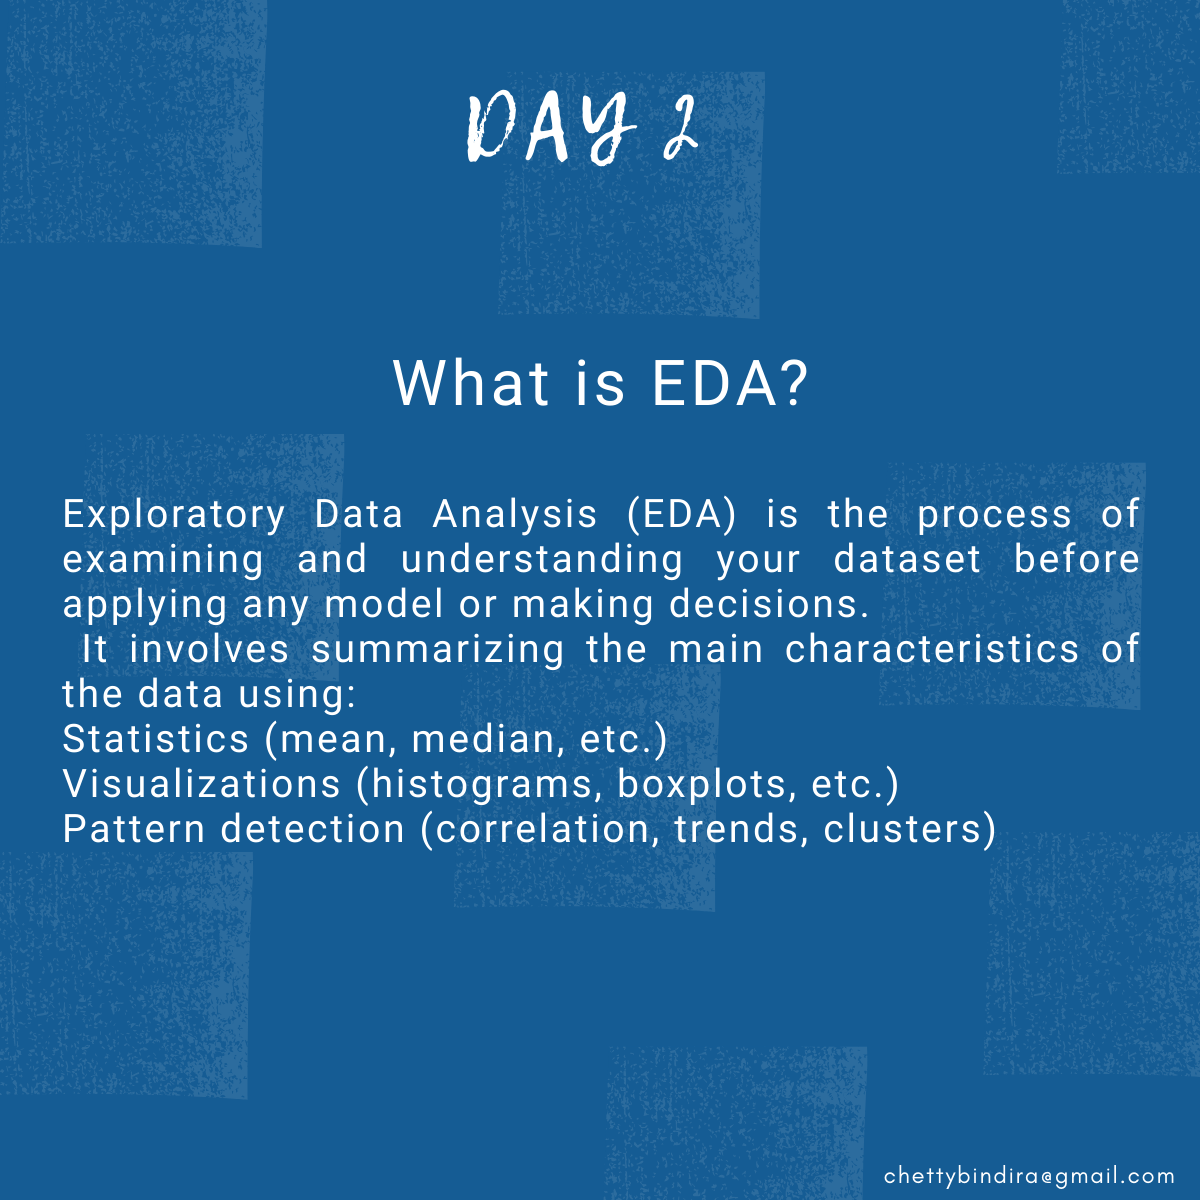 DAY 2
What is EDA?
Exploratory Data Analysis (EDA) is the process of
examining and understanding your dataset before
applying any model or making decisions.
It involves summarizing the main characteristics of
the data using:
Statistics (mean, median, etc.)
Visualizations (histograms, boxplots, etc.)
Pattern detection (correlation, trends, clusters)
chettybindira@gmail.com